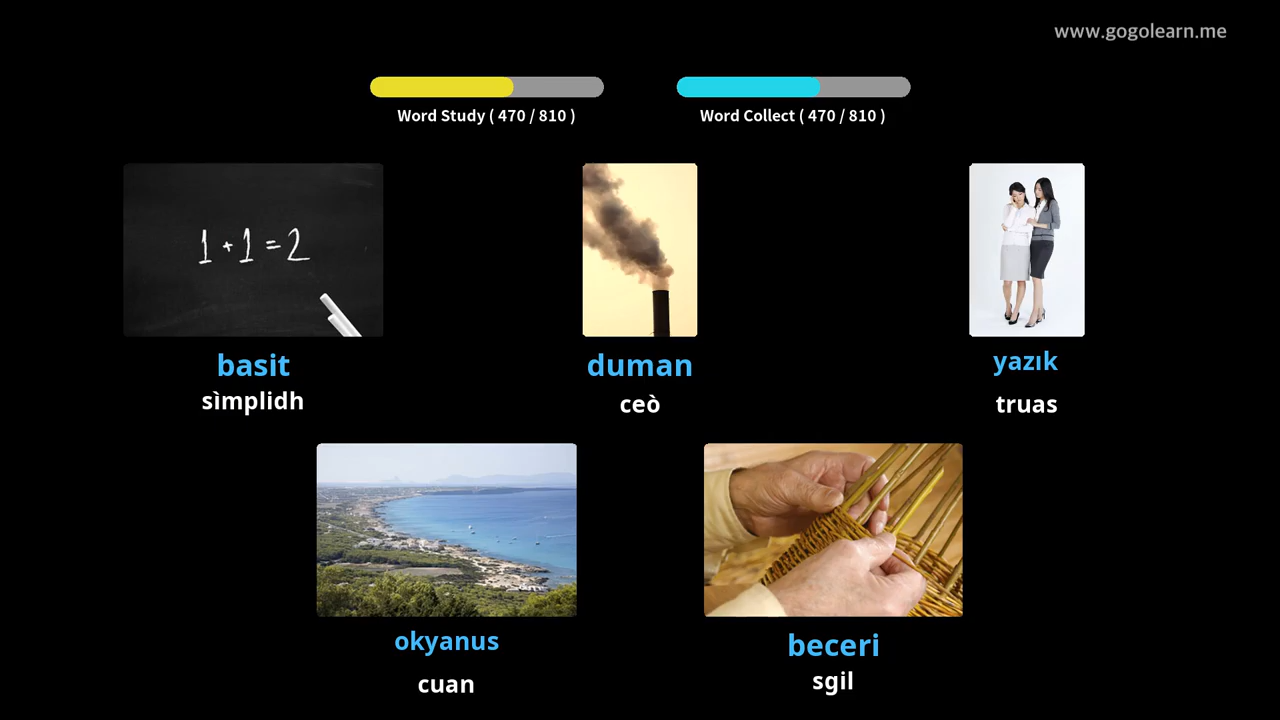 www.gogolearn.me
Word Study ( 470 / 810 )
Word Collect ( 470 / 810 )
1 + 1 = 2
basit
sìmplidh
duman
ceò
yazık
truas
okyanus
cuan
beceri
sgil